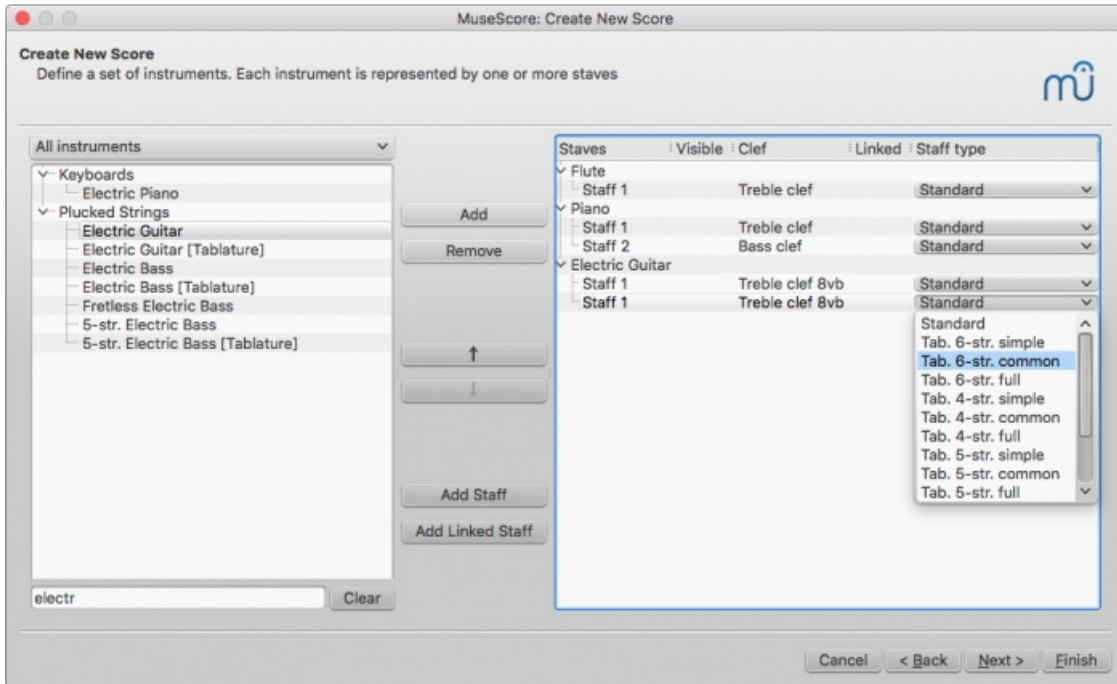 MuseScore: Create New Score
Create New Score
Define a set of instruments. Each instrument is represented by one or more staves
mu
All instruments
Keyboards
Electric Piano
Plucked Strings
Electric Guitar
Electric Guitar [Tablature]
Electric Bass
Electric Bass [Tablature]
Fretless Electric Bass
5-str. Electric Bass
5-str. Electric Bass [Tablature]
electr
Clear
Add
Remove
Add Staff
Add Linked Staff
Staves Visible Clef Linked Staff type
Flute
Staff 1 Treble clef Standard
Piano
Staff 1 Treble clef Standard
Staff 2 Bass clef Standard
Electric Guitar
Staff 1 Treble clef 8vb Standard
Staff 1 Treble clef 8vb Standard
Standard
Tab. 6-str. simple
Tab. 6-str. common
Tab. 6-str. full
Tab. 4-str. simple
Tab. 4-str. common
Tab. 4-str. full
Tab. 5-str. simple
Tab. 5-str. common
Tab. 5-str. full
Cancel < Back Next > Finish